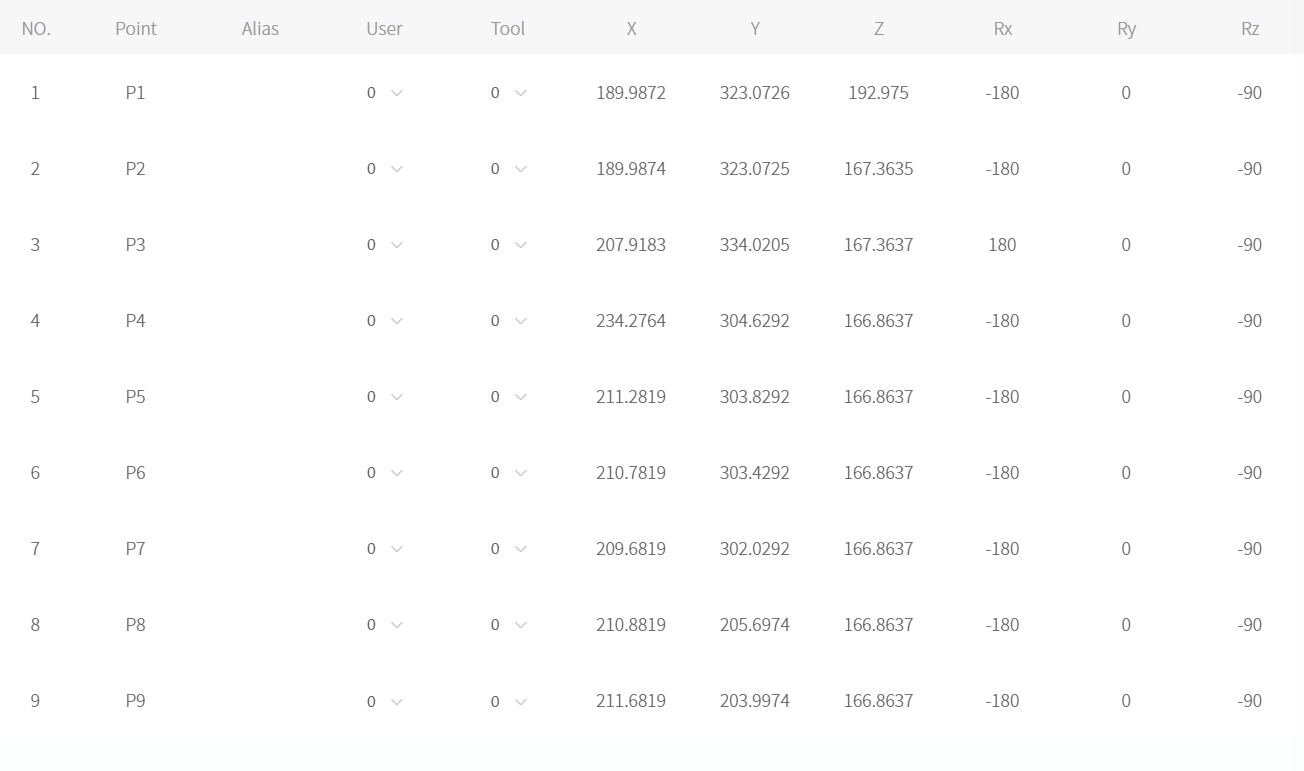 NO. Point Alias User Tool X Y Z Rx Ry Rz
1 P1 0 0 189.9872 323.0726 192.975 -180 0 -90
2 P2 0 0 189.9874 323.0725 167.3635 -180 0 -90
3 P3 0 0 207.9183 334.0205 167.3637 180 0 -90
4 P4 0 0 234.2764 304.6292 166.8637 -180 0 -90
5 P5 0 0 211.2819 303.8292 166.8637 -180 0 -90
6 P6 0 0 210.7819 303.4292 166.8637 -180 0 -90
7 P7 0 0 209.6819 302.0292 166.8637 -180 0 -90
8 P8 0 0 210.8819 205.6974 166.8637 -180 0 -90
9 P9 0 0 211.6819 203.9974 166.8637 -180 0 -90